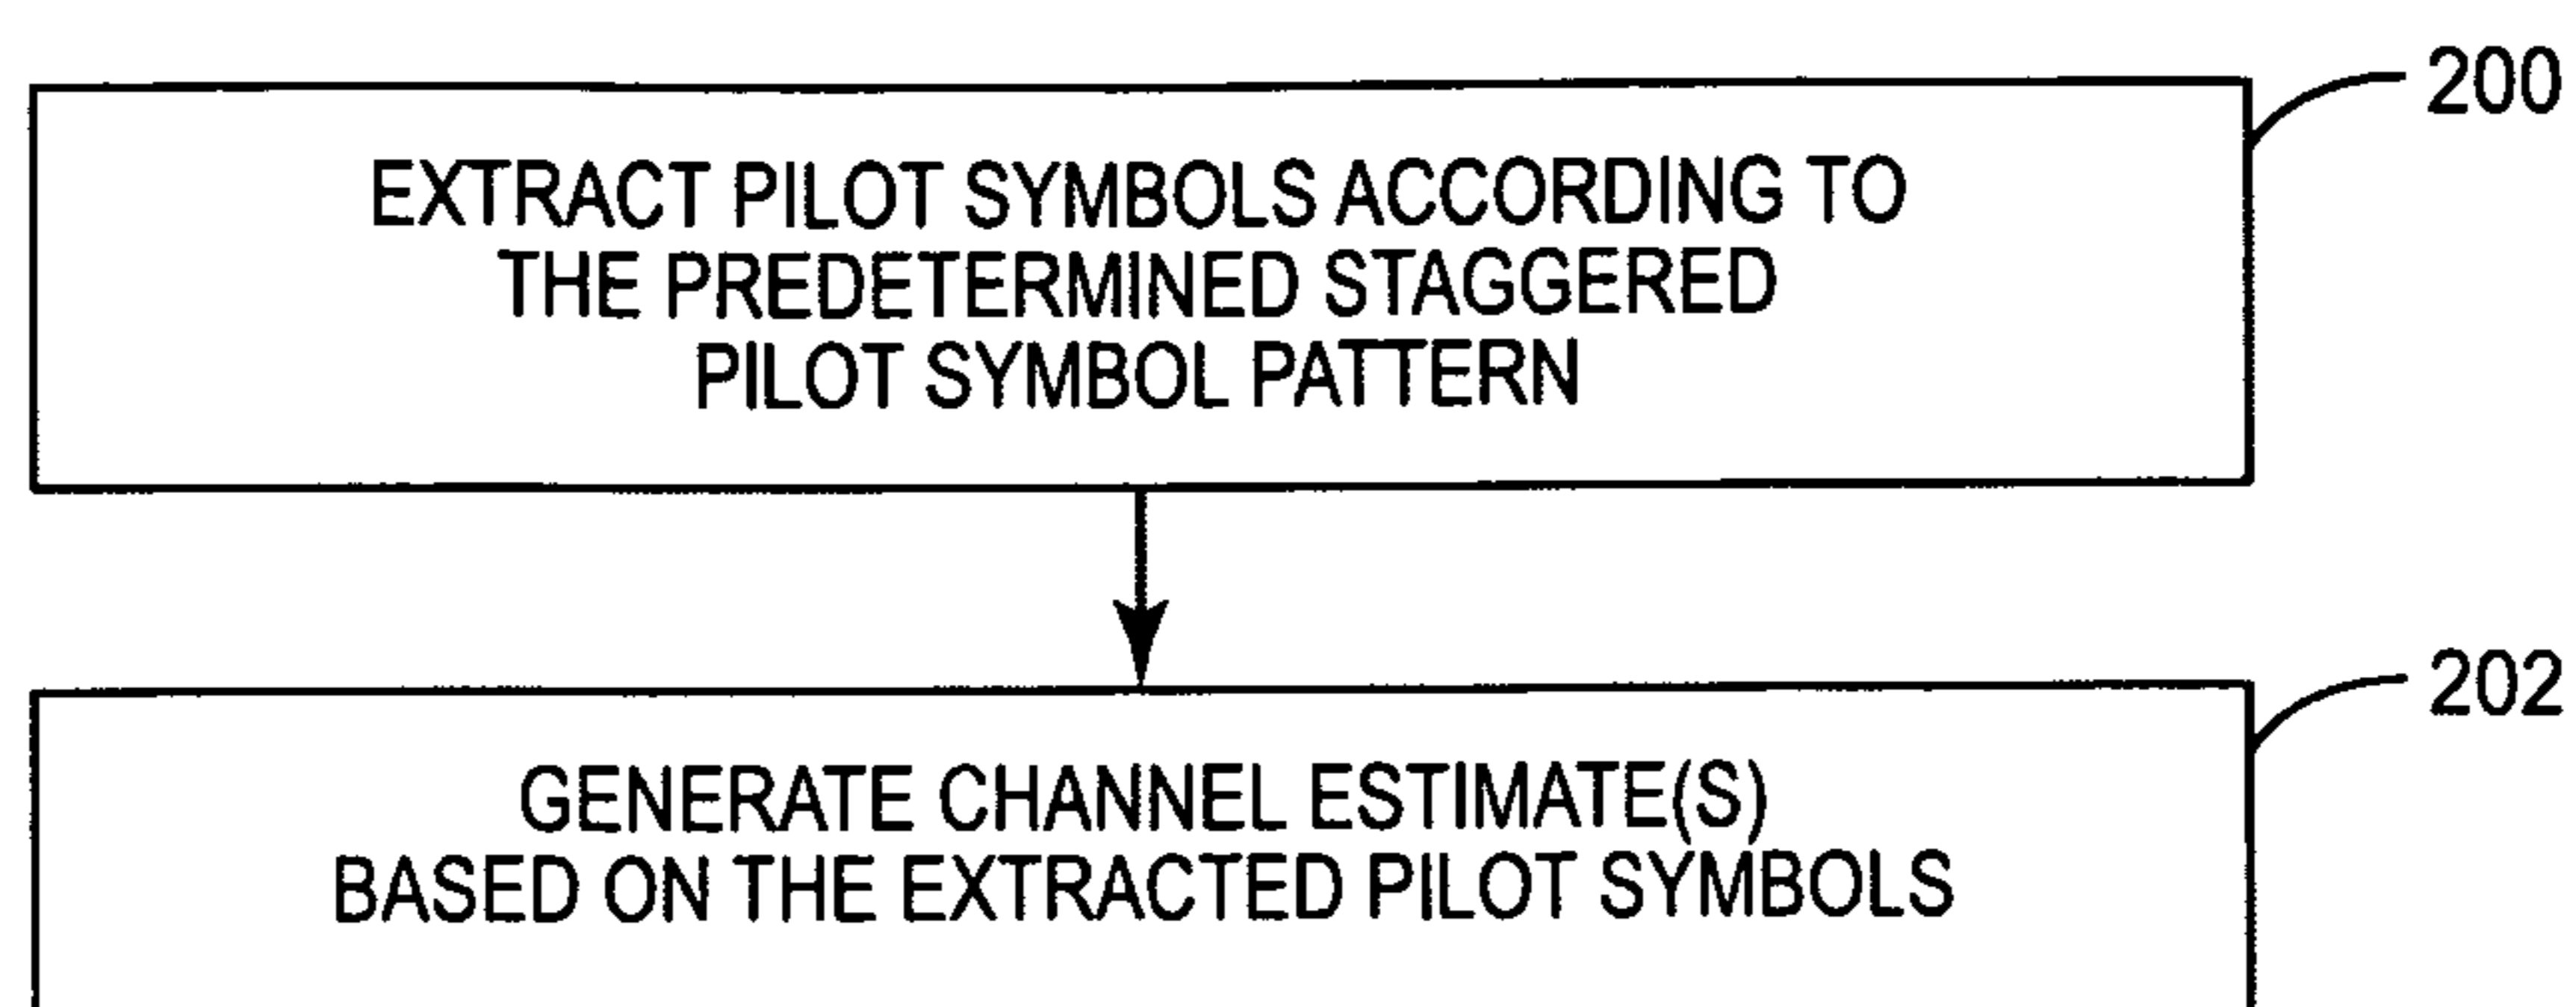 200
EXTRACT PILOT SYMBOLS ACCORDING TO
THE PREDETERMINED STAGGERED
PILOT SYMBOL PATTERN
202
GENERATE CHANNEL ESTIMATE(S)
BASED ON THE EXTRACTED PILOT SYMBOLS